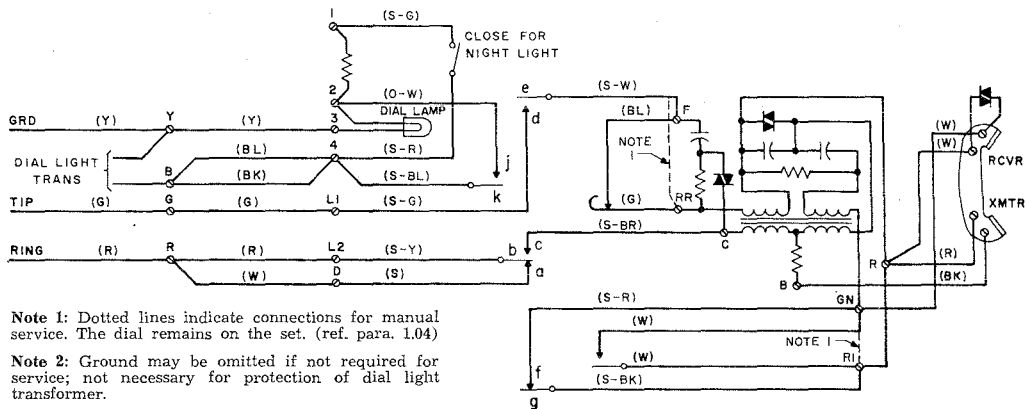 1
(S-G)
CLOSE FOR
NIGHT LIGHT
2
(O-W)
DIAL LAMP
GRD
(Y)
Y
(Y)
3
DIAL LIGHT
TRANS
B
(BL)
(BK)
4
(S-R)
(S-BL)
j
k
TIP
(G)
G
(G)
L1
(S-G)
RING
(R)
R
(R)
L2
(S-Y)
(W)
D
(S)
b
c
a
e
d
(S-W)
(BL)
F
NOTE
1
C
(G)
RR
(S-BR)
C
B
(W)
(W)
RCVR
XMTR
R
(R)
(BK)
(S-R)
GN
(W)
NOTE 1
(W)
R1
f
(S-BK)
g
Note 1: Dotted lines indicate connections for manual
service. The dial remains on the set. (ref. para. 1.04)
Note 2: Ground may be omitted if not required for
service; not necessary for protection of dial light
transformer.